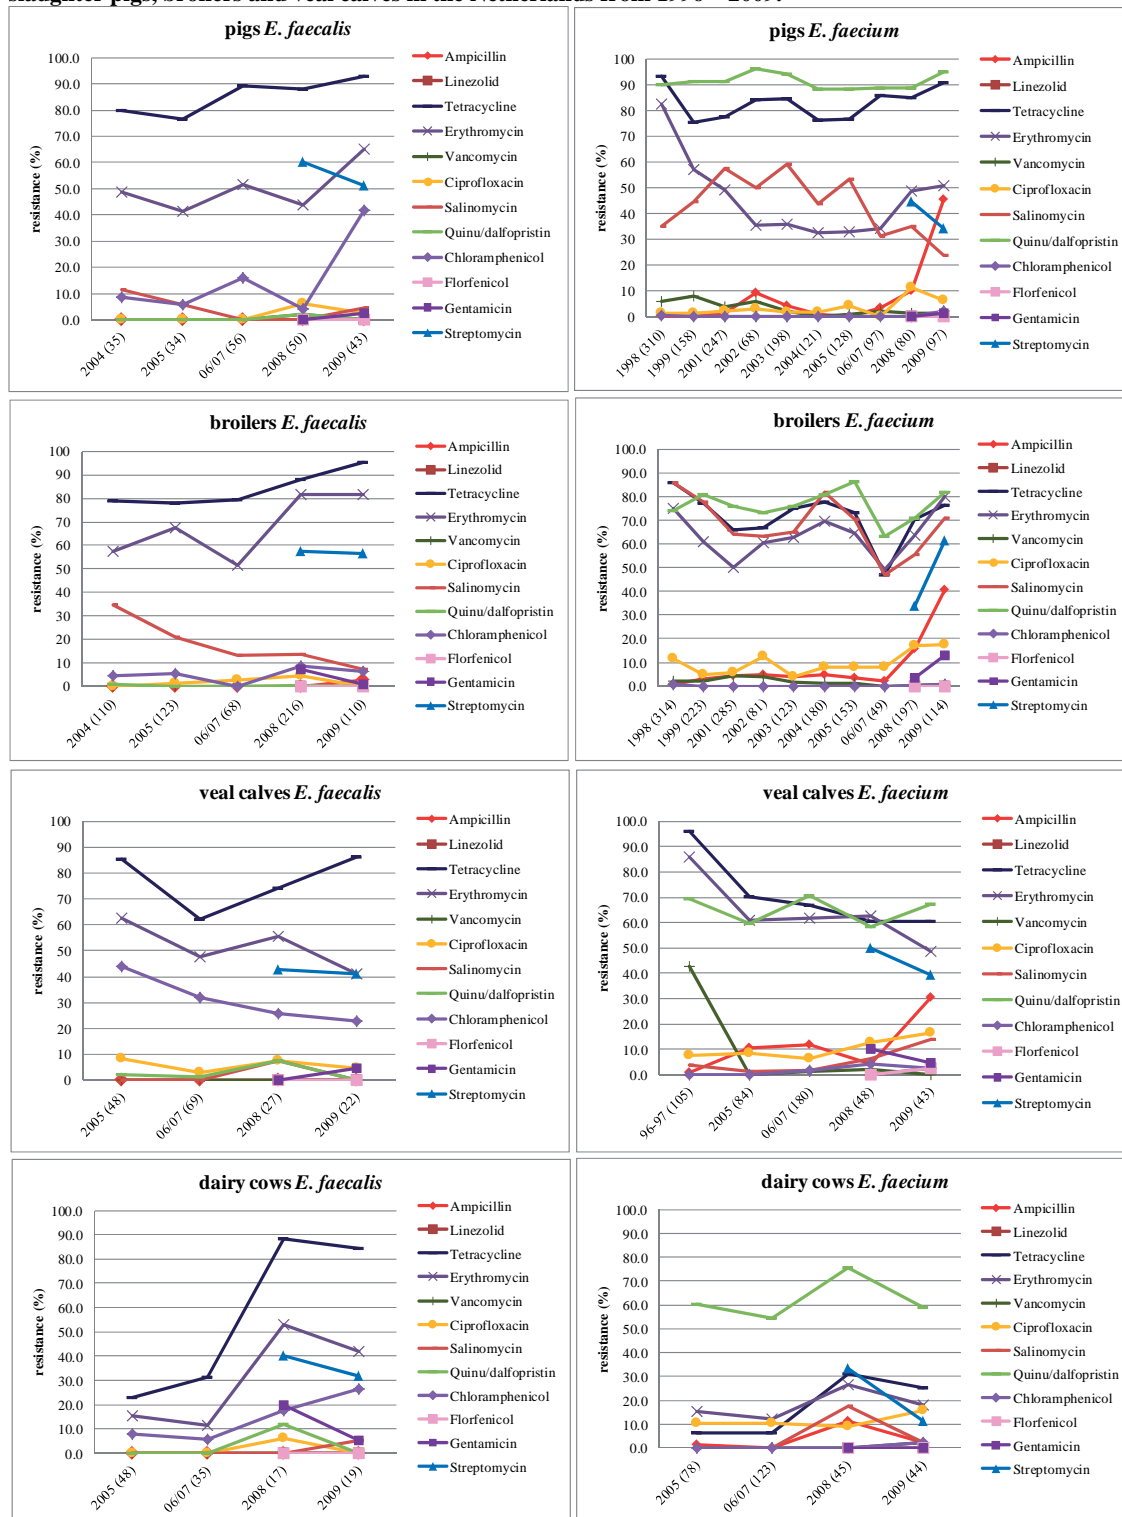 slaughter pigs, broilers and veal calves in the Netherlands from 1996 – 2009.
pigs E. faecalis
100.0
90.0
80.0
70.0
60.0
50.0
40.0
30.0
20.0
10.0
0.0
resistance (%)
2004 (35)
2005 (34)
06/07 (56)
2008 (50)
2009 (43)
Ampicillin
Linezolid
Tetracycline
Erythromycin
Vancomycin
Ciprofloxacin
Salinomycin
Quinu/dalfopristin
Chloramphenicol
Florfenicol
Gentamicin
Streptomycin
pigs E. faecium
100
90
80
70
60
50
40
30
20
10
0
resistance (%)
1998 (310)
1999 (158)
2001 (247)
2002 (68)
2003 (198)
2004 (121)
2005 (128)
06/07 (97)
2008 (80)
2009 (97)
Ampicillin
Linezolid
Tetracycline
Erythromycin
Vancomycin
Ciprofloxacin
Salinomycin
Quinu/dalfopristin
Chloramphenicol
Florfenicol
Gentamicin
Streptomycin
broilers E. faecalis
100
90
80
70
60
50
40
30
20
10
0
resistance (%)
2004 (110)
2005 (123)
06/07 (68)
2008 (216)
2009 (110)
Ampicillin
Linezolid
Tetracycline
Erythromycin
Vancomycin
Ciprofloxacin
Salinomycin
Quinu/dalfopristin
Chloramphenicol
Florfenicol
Gentamicin
Streptomycin
broilers E. faecium
100.0
90.0
80.0
70.0
60.0
50.0
40.0
30.0
20.0
10.0
0.0
resistance (%)
1998 (314)
1999 (223)
2001 (285)
2002 (81)
2003 (123)
2004 (180)
2005 (153)
06/07 (49)
2008 (197)
2009 (114)
Ampicillin
Linezolid
Tetracycline
Erythromycin
Vancomycin
Ciprofloxacin
Salinomycin
Quinu/dalfopristin
Chloramphenicol
Florfenicol
Gentamicin
Streptomycin
veal calves E. faecalis
100
90
80
70
60
50
40
30
20
10
0
resistance (%)
2005 (48)
06/07 (69)
2008 (27)
2009 (22)
Ampicillin
Linezolid
Tetracycline
Erythromycin
Vancomycin
Ciprofloxacin
Salinomycin
Quinu/dalfopristin
Chloramphenicol
Florfenicol
Gentamicin
Streptomycin
veal calves E. faecium
100.0
90.0
80.0
70.0
60.0
50.0
40.0
30.0
20.0
10.0
0.0
resistance (%)
96-97 (105)
2005 (84)
06/07 (180)
2008 (48)
2009 (43)
Ampicillin
Linezolid
Tetracycline
Erythromycin
Vancomycin
Ciprofloxacin
Salinomycin
Quinu/dalfopristin
Chloramphenicol
Florfenicol
Gentamicin
Streptomycin
dairy cows E. faecalis
100.0
90.0
80.0
70.0
60.0
50.0
40.0
30.0
20.0
10.0
0.0
resistance (%)
2005 (48)
06/07 (35)
2008 (17)
2009 (19)
Ampicillin
Linezolid
Tetracycline
Erythromycin
Vancomycin
Ciprofloxacin
Salinomycin
Quinu/dalfopristin
Chloramphenicol
Florfenicol
Gentamicin
Streptomycin
dairy cows E. faecium
100.0
90.0
80.0
70.0
60.0
50.0
40.0
30.0
20.0
10.0
0.0
resistance (%)
2005 (78)
06/07 (123)
2008 (45)
2009 (44)
Ampicillin
Linezolid
Tetracycline
Erythromycin
Vancomycin
Ciprofloxacin
Salinomycin
Quinu/dalfopristin
Chloramphenicol
Florfenicol
Gentamicin
Streptomycin